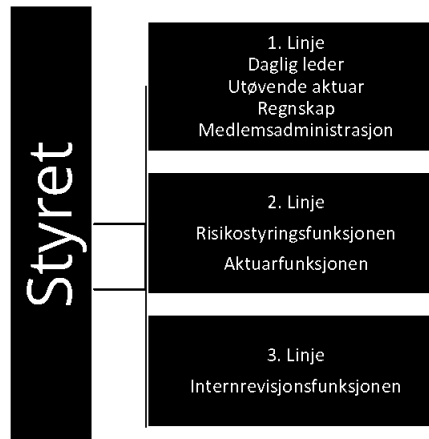 Styret
1. Linje
Daglig leder
Utøvende aktuar
Regnskap
Medlemsadministrasjon
2. Linje
Risikostyringsfunksjonen
Aktuarfunksjonen
3. Linje
Internrevisjonsfunksjonen